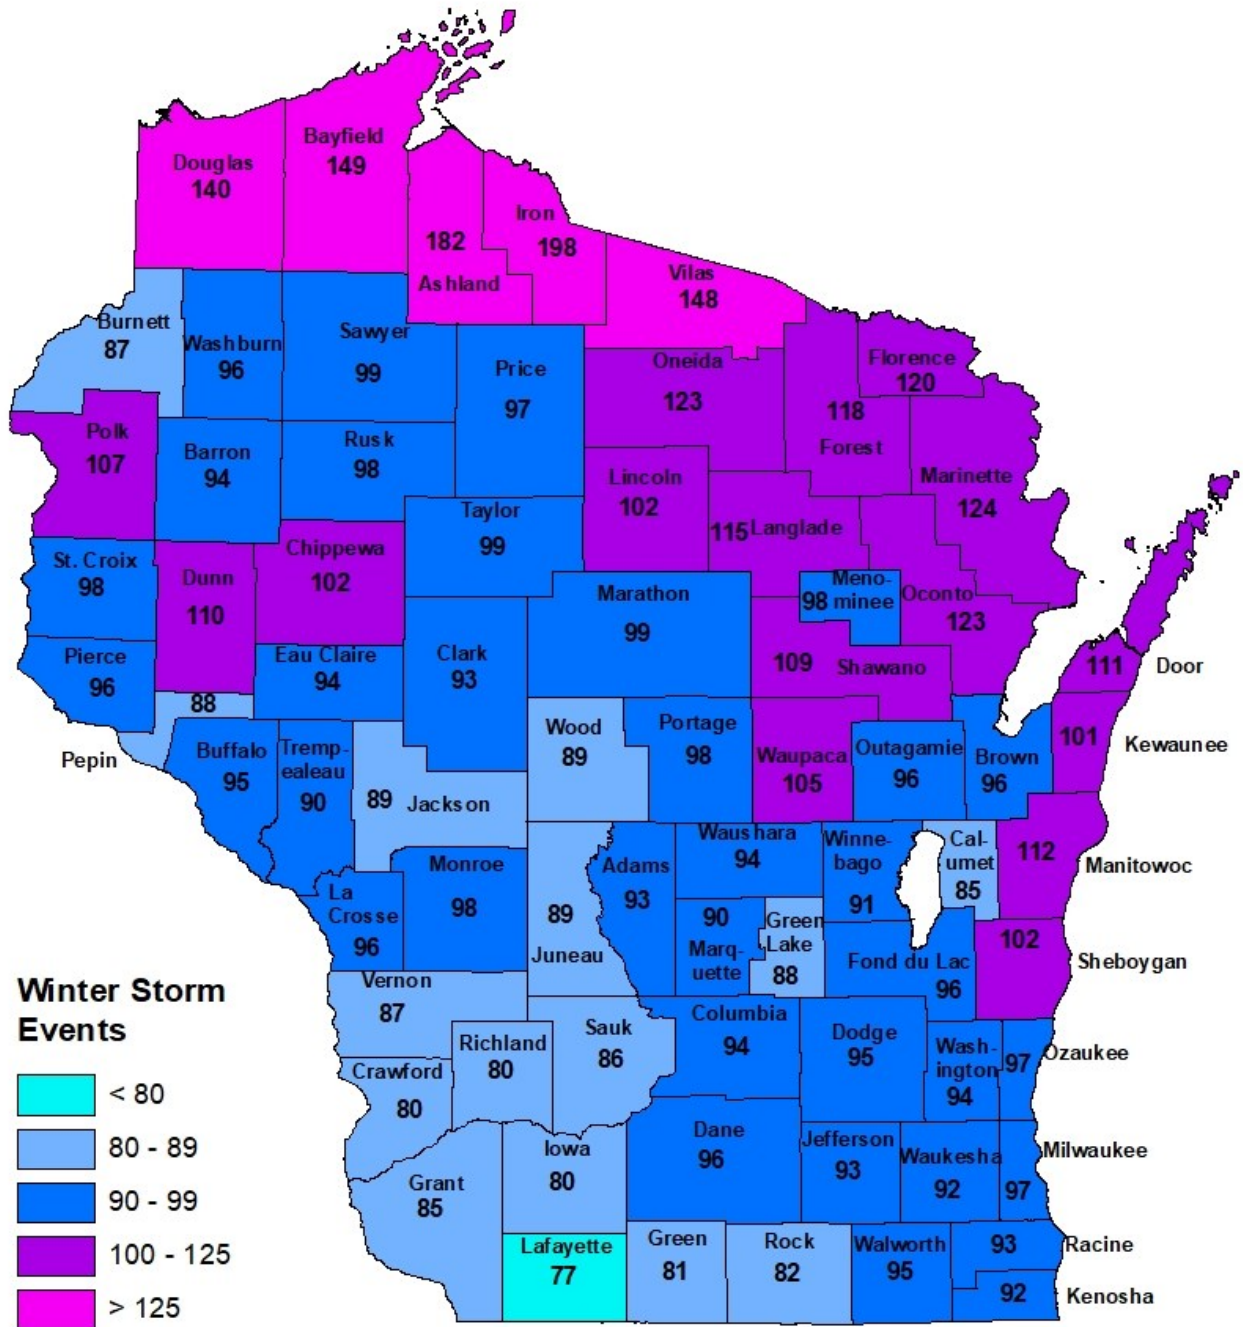 Bayfield
149
Douglas
140
Iron
198
182
Ashland
Vilas
148
Burnett
87
Washburn
96
Sawyer
99
Price
97
Oneida
123
Florence
120
118
Forest
Polk
107
Barron
94
Rusk
98
Lincoln
102
Marinette
124
Taylor
99
115 Langlade
St. Croix
98
Dunn
110
Chippewa
102
Marathon
99
Meno-
98 minee
Oconto
123
Pierce
96
Eau Claire
94
Clark
93
109
Shawano
111
Door
88
Pepin
Buffalo
95
Tremp-
ealeau
90
89 Jackson
Wood
89
Portage
98
Waupaca
105
Outagamie
96
Brown
96
101
Kewaunee
La
Crosse
96
Monroe
98
89
Juneau
Adams
93
Waushara
94
Winne-
bago
91
Cal-
umet
85
112
Manitowoc
90
Marq-
uette
Green
Lake
88
Fond du Lac
96
102
Sheboygan
Vernon
87
Richland
80
Sauk
86
Columbia
94
Dodge
95
Wash-
ington
94
97
Ozaukee
Crawford
80
Iowa
80
Dane
96
Jefferson
93
Waukesha
92
97
Milwaukee
Grant
85
Lafayette
77
Green
81
Rock
82
Walworth
95
93
Racine
92
Kenosha
Winter Storm
Events
< 80
80 - 89
90 - 99
100 - 125
> 125